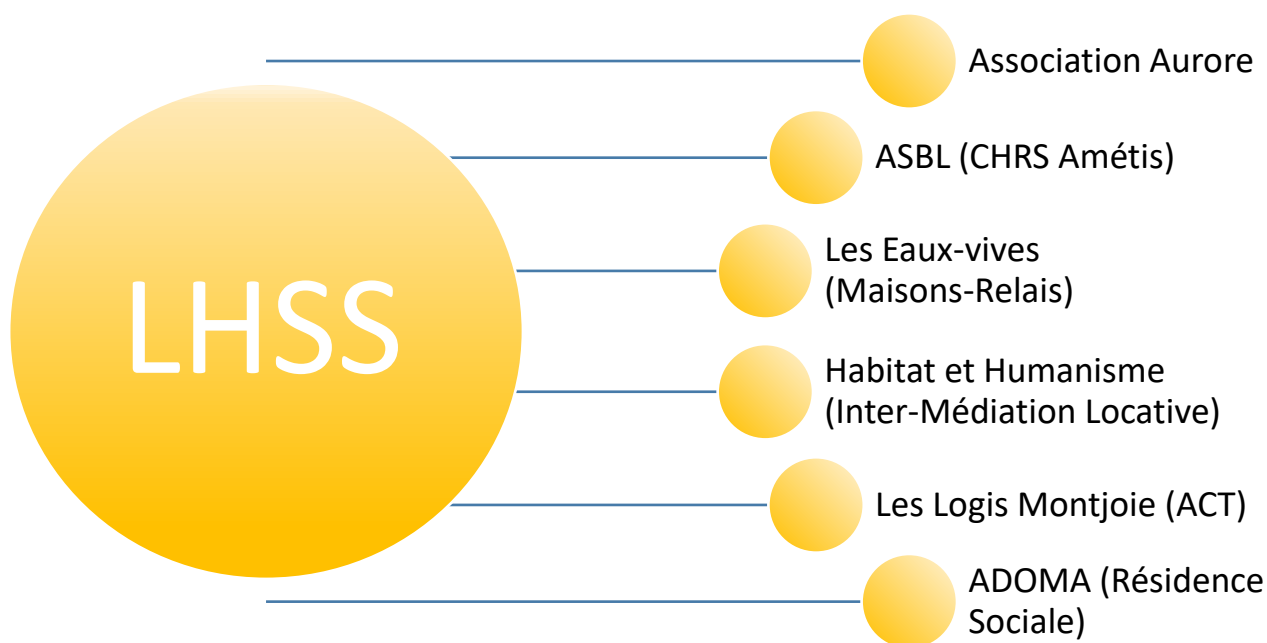 LHSS
Association Aurore
ASBL (CHRS Amétis)
Les Eaux-vives
(Maisons-Relais)
Habitat et Humanisme
(Inter-Médiation Locative)
Les Logis Montjoie (ACT)
ADOMA (Résidence
Sociale)